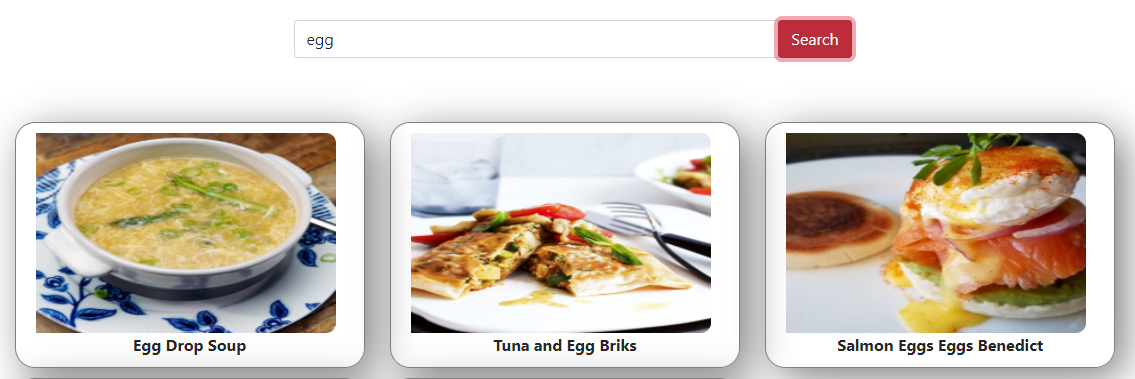 egg
Search
Egg Drop Soup
Tuna and Egg Briks
Salmon Eggs Eggs Benedict